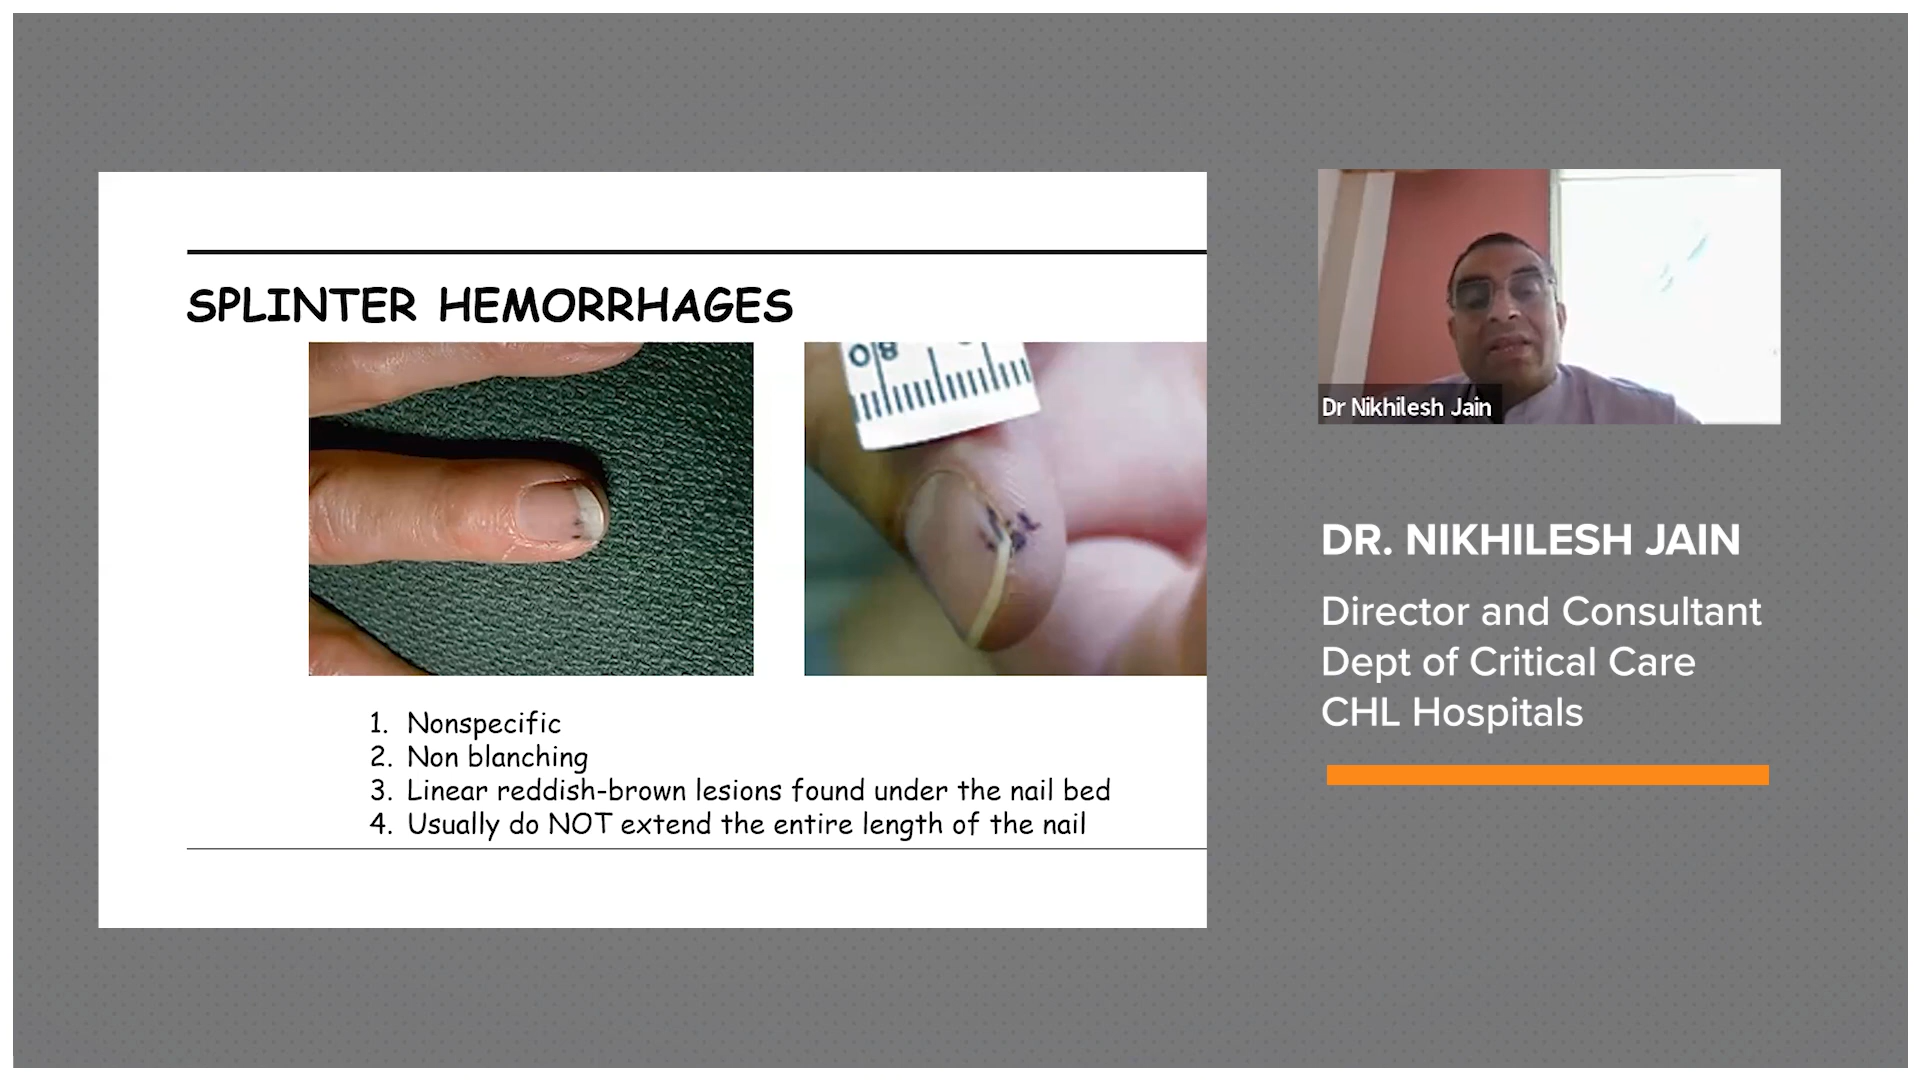 SPLINTER HEMORRHAGES
08
1. Nonspecific
2. Non blanching
3. Linear reddish-brown lesions found under the nail bed
4. Usually do NOT extend the entire length of the nail
Dr Nikhilesh Jain
DR. NIKHILESH JAIN
Director and Consultant
Dept of Critical Care
CHL Hospitals